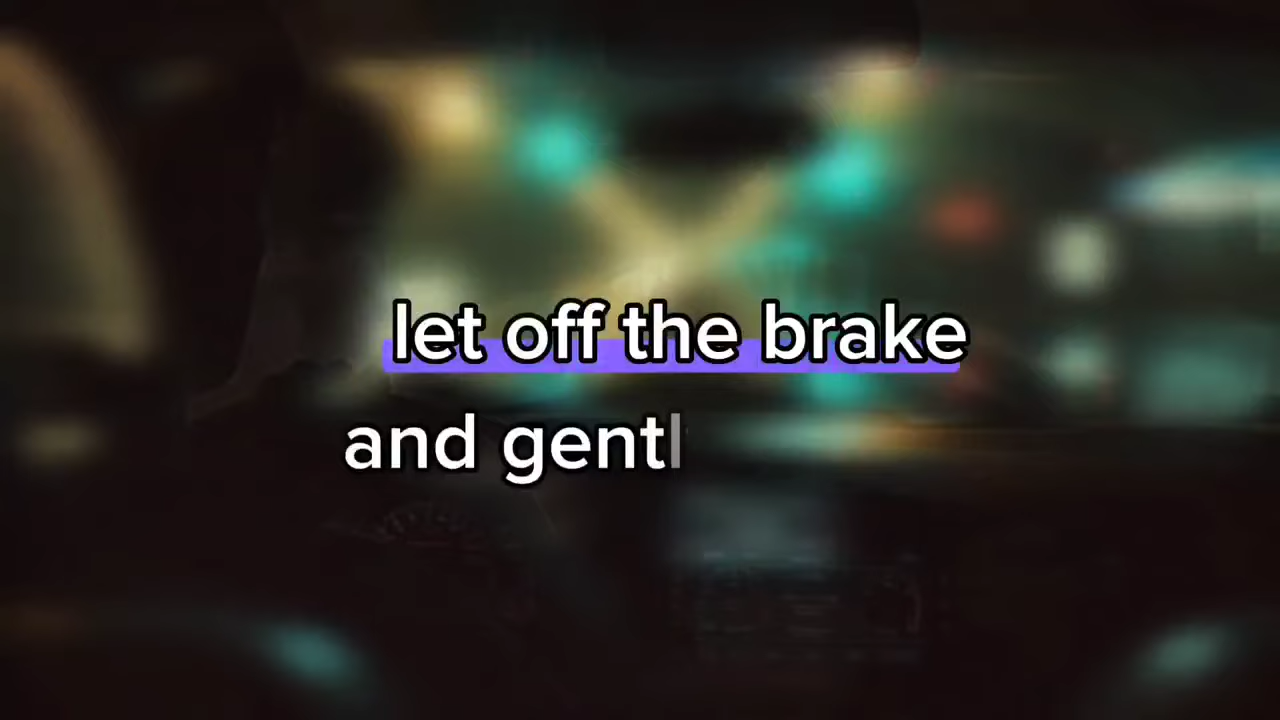 let off the brake
and gentl